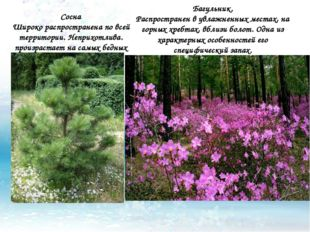 Сосна
Широко распространена по всей
территории. Неприхотлива.
произрастает на самых бедных
Багульник.
Распространен в увлажненных местах, на
горных хребтах, вблизи болот. Одна из
характерных особенностей его
специфический запах.